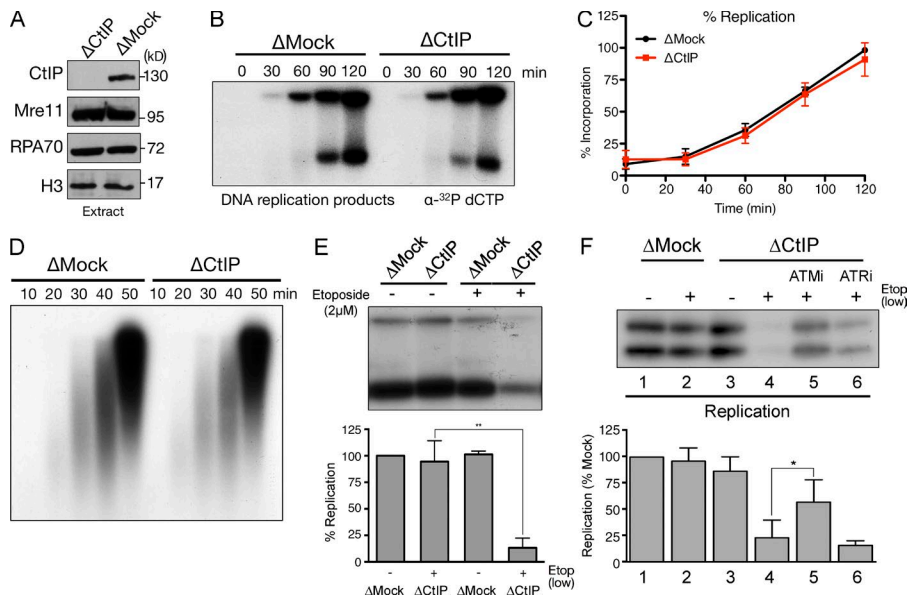 A
ΔCtIP
ΔMock
(kD)
CtIP
130
Mre11
95
RPA70
72
H3
17
Extract
B
ΔMock
ΔCtIP
0 30 60 90 120 0 30 60 90 120 min
DNA replication products
α-³²P dCTP
C
% Replication
ΔMock
ΔCtIP
% Incorporation
125
100
75
50
25
0
0 30 60 90 120
Time (min)
D
ΔMock
ΔCtIP
10 20 30 40 50 10 20 30 40 50 min
E
ΔMock
ΔCtIP
ΔMock
ΔCtIP
Etoposide
(2μM)
- - + +
% Replication
125
100
75
50
25
0
**
- + - +
Etop
(low)
ΔMock ΔCtIP ΔMock ΔCtIP
F
ΔMock
ΔCtIP
ATMi ATRi
- + - + + +
Etop
(low)
1 2 3 4 5 6
Replication
Replication (% Mock)
125
100
75
50
25
0
*
1 2 3 4 5 6